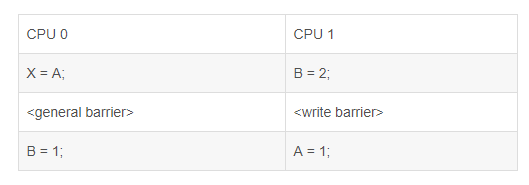 CPU 0 CPU 1
X = A; B = 2;
<general barrier> <write barrier>
B = 1; A = 1;